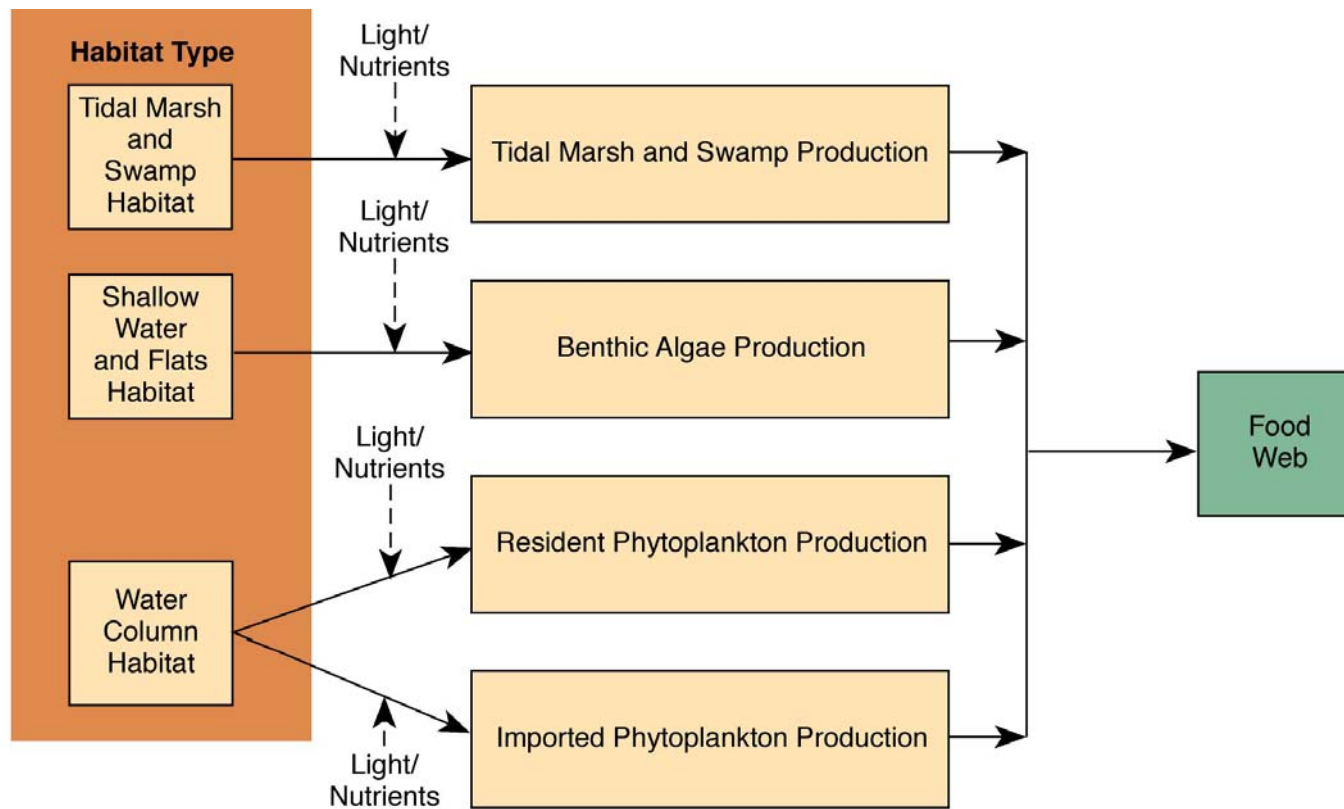 Habitat Type
Tidal Marsh
and
Swamp
Habitat
Light/
Nutrients
Tidal Marsh and Swamp Production
Shallow
Water
and Flats
Habitat
Light/
Nutrients
Benthic Algae Production
Water
Column
Habitat
Light/
Nutrients
Resident Phytoplankton Production
Light/
Nutrients
Imported Phytoplankton Production
Food
Web